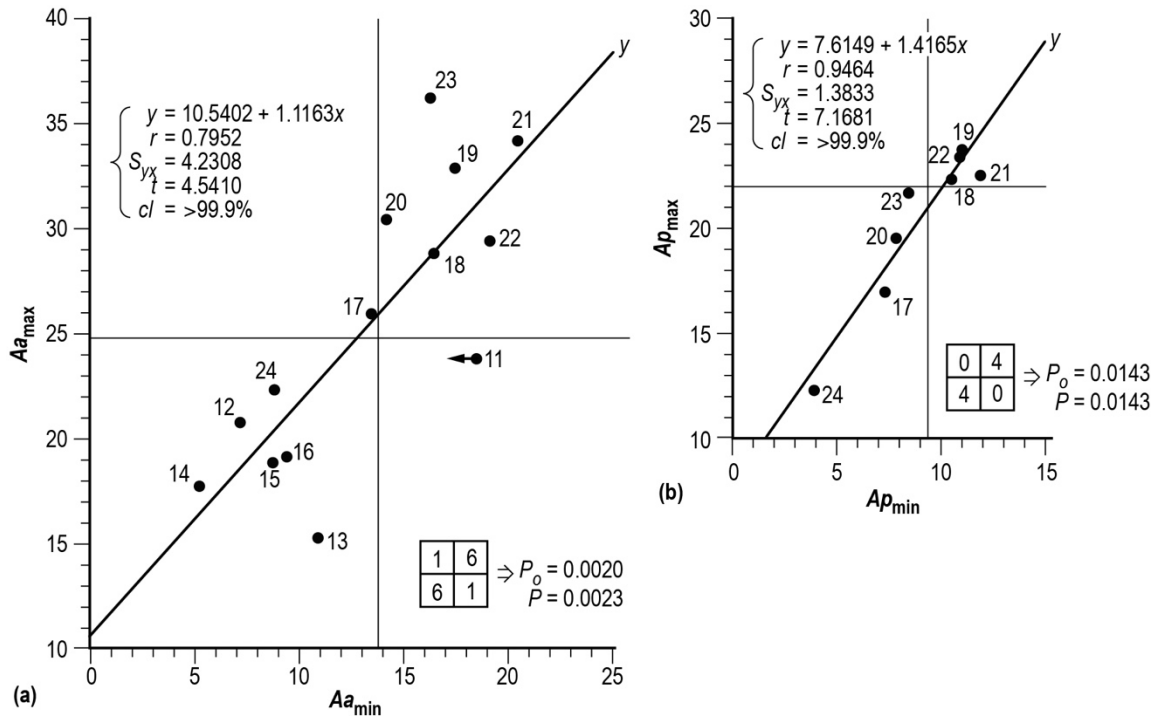 40
35
30
25
20
15
10
Aa_max
y = 10.5402 + 1.1163x
r = 0.7952
S_yx = 4.2308
t = 4.5410
cl = >99.9%
y
23
21
19
20
22
18
17
11
24
12
16
14
15
13
1 6
6 1
⇒ P_o = 0.0020
P = 0.0023
0 5 10 15 20 25
Aa_min
(a)
30
25
20
15
10
Ap_max
y = 7.6149 + 1.4165x
r = 0.9464
S_yx = 1.3833
t = 7.1681
cl = >99.9%
y
19
22
21
18
23
20
17
24
0 4
4 0
⇒ P_o = 0.0143
P = 0.0143
0 5 10 15
Ap_min
(b)